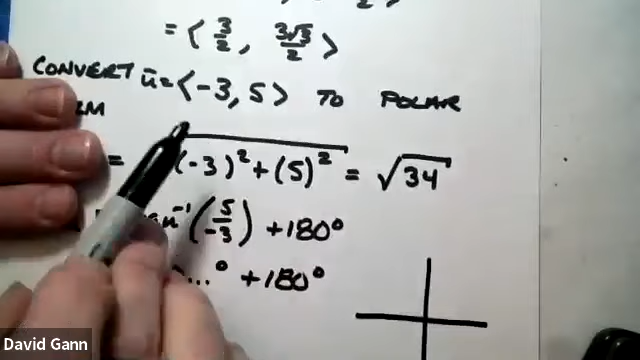 = ⟨ 3/2 , 3√3/2 ⟩
CONVERT ū = ⟨-3, 5⟩ TO POLAR
= (-3)² + (5)² = √34
⁻¹(5/-3) + 180°
...° + 180°
David Gann